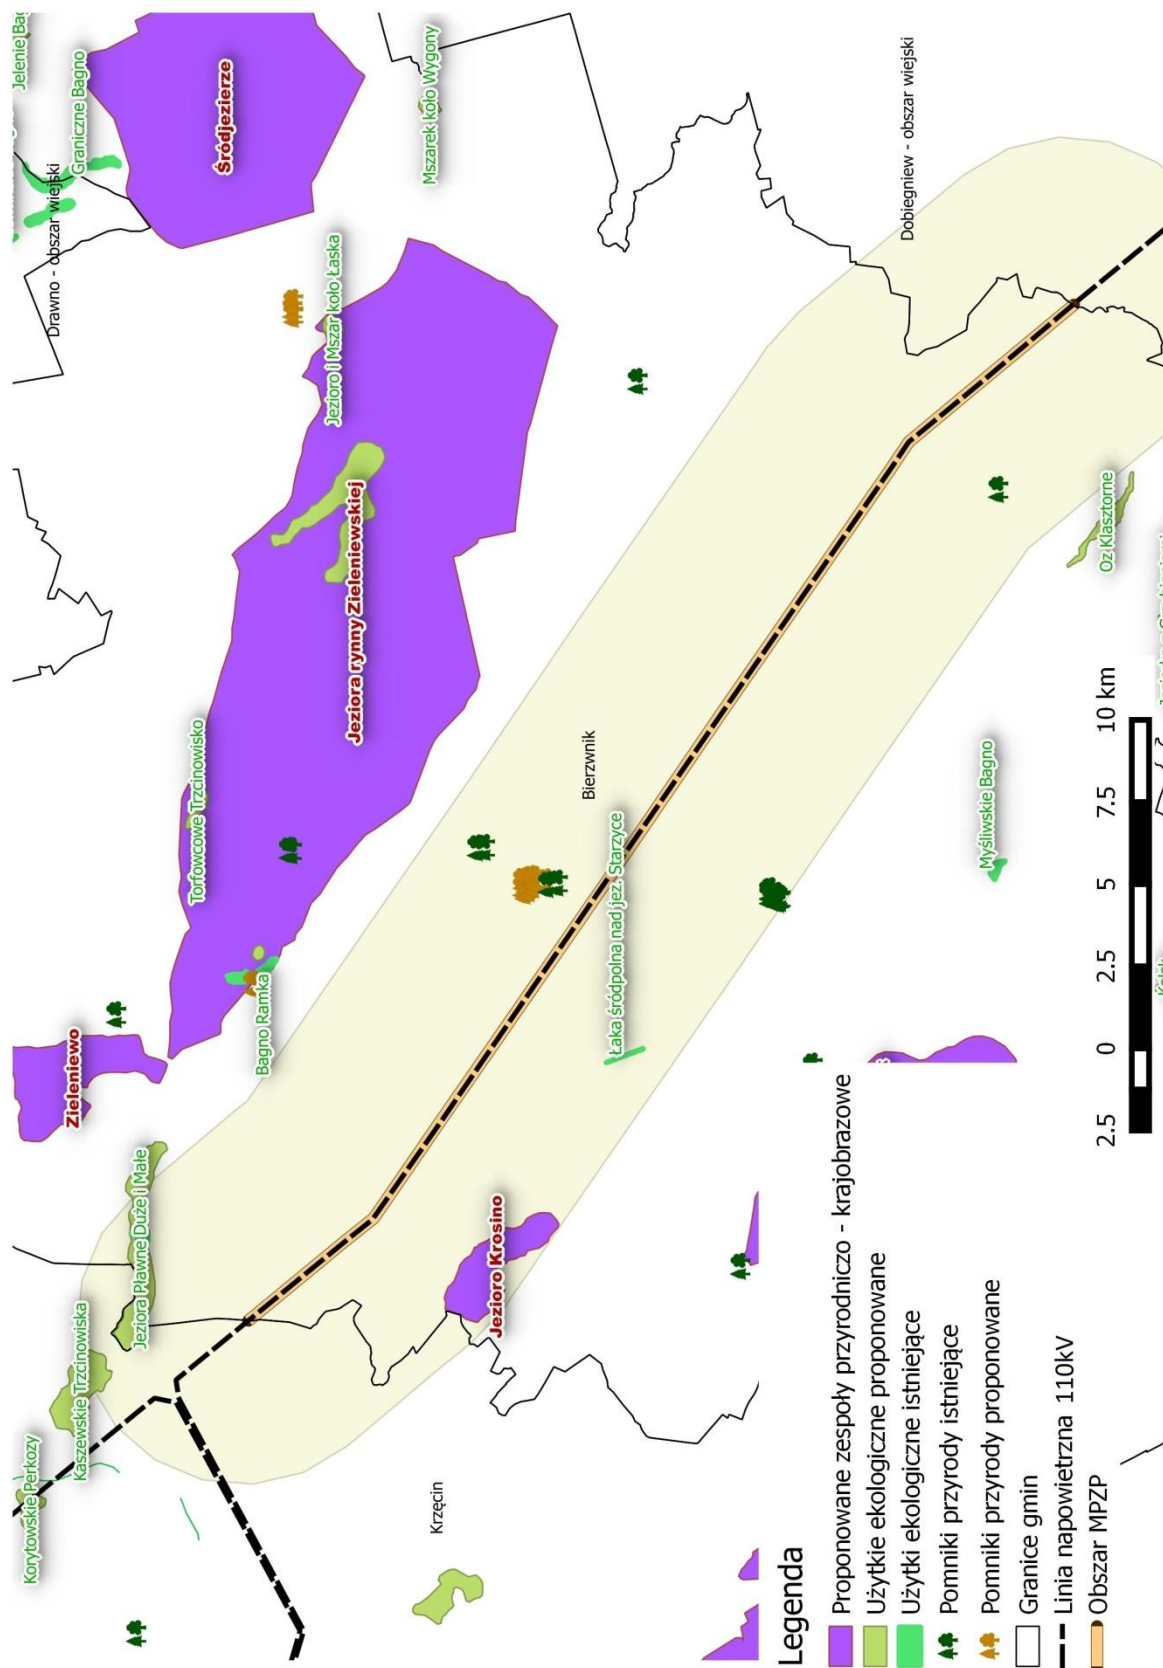 Korytowskie Perkozy
Jelenie Bag
Drawno - obszar wiejski
Kaszewskie Trzcinowiska
Zieleniewo
Graniczne Bagno
Jeziora Pławne Duże i Małe
Torfowcowe Trzcinowisko
Śródjezierze
Bagno Ramka
Jezioro i Mszar koło Łaska
Jeziora rynny Zieleniewskiej
Mszarek koło Wygony
Krzęcin
Jezioro Krosino
Bierzwnik
Łaka śródpolna nad jez. Starzyce
Dobiegniew - obszar wiejski
Myśliwskie Bagno
Oz Klasztorne
Legenda
Proponowane zespoły przyrodniczo - krajobrazowe
Użytkie ekologiczne proponowane
Użytki ekologiczne istniejące
Pomniki przyrody istniejące
Pomniki przyrody proponowane
Granice gmin
Linia napowietrzna 110kV
Obszar MPZP
2.5 0 2.5 5 7.5 10 km